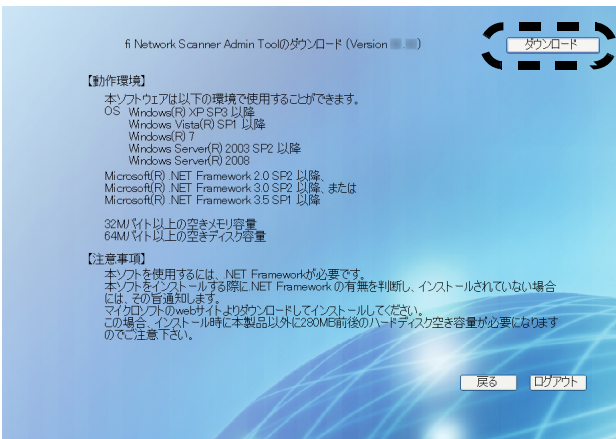 fi Network Scanner Admin Toolのダウンロード (Version )
ダウンロード
【動作環境】
本ソフトウェアは以下の環境で使用することができます。
OS Windows(R) XP SP3 以降
Windows Vista(R) SP1 以降
Windows(R) 7
Windows Server(R) 2003 SP2 以降
Windows Server(R) 2008
Microsoft(R) .NET Framework 2.0 SP2 以降、
Microsoft(R) .NET Framework 3.0 SP2 以降、または
Microsoft(R) .NET Framework 3.5 SP1 以降
32Mバイト以上の空きメモリ容量
64Mバイト以上の空きディスク容量
【注意事項】
本ソフトを使用するには、.NET Frameworkが必要です。
本ソフトをインストールする際に.NET Framework の有無を判断し、インストールされていない場合
には、その旨通知します。
マイクロソフトのwebサイトよりダウンロードしてインストールしてください。
この場合、インストール時に本製品以外に280MB前後のハードディスク空き容量が必要になります
のでご注意下さい。
戻る ログアウト